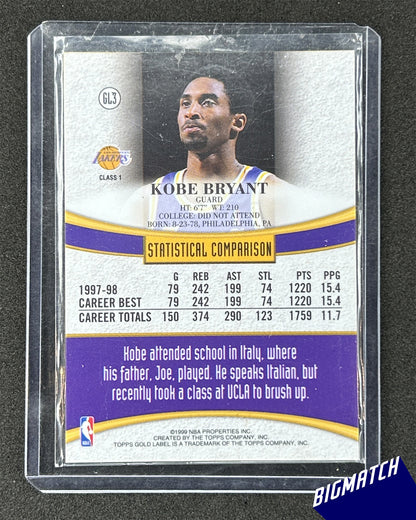 GL3
LAKERS
CLASS 1
KOBE BRYANT
GUARD
HT: 6'7" WT: 210
COLLEGE: DID NOT ATTEND
BORN: 8-23-78, PHILADELPHIA, PA
STATISTICAL COMPARISON
G REB AST STL PTS PPG
1997-98 79 242 199 74 1220 15.4
CAREER BEST 79 242 199 74 1220 15.4
CAREER TOTALS 150 374 290 123 1759 11.7
Kobe attended school in Italy, where
his father, Joe, played. He speaks Italian, but
recently took a class at UCLA to brush up.
NBA
©1999 NBA PROPERTIES INC.
CREATED BY THE TOPPS COMPANY, INC.
TOPPS GOLD LABEL IS A TRADEMARK OF THE TOPPS COMPANY, INC.
BIGMATCH